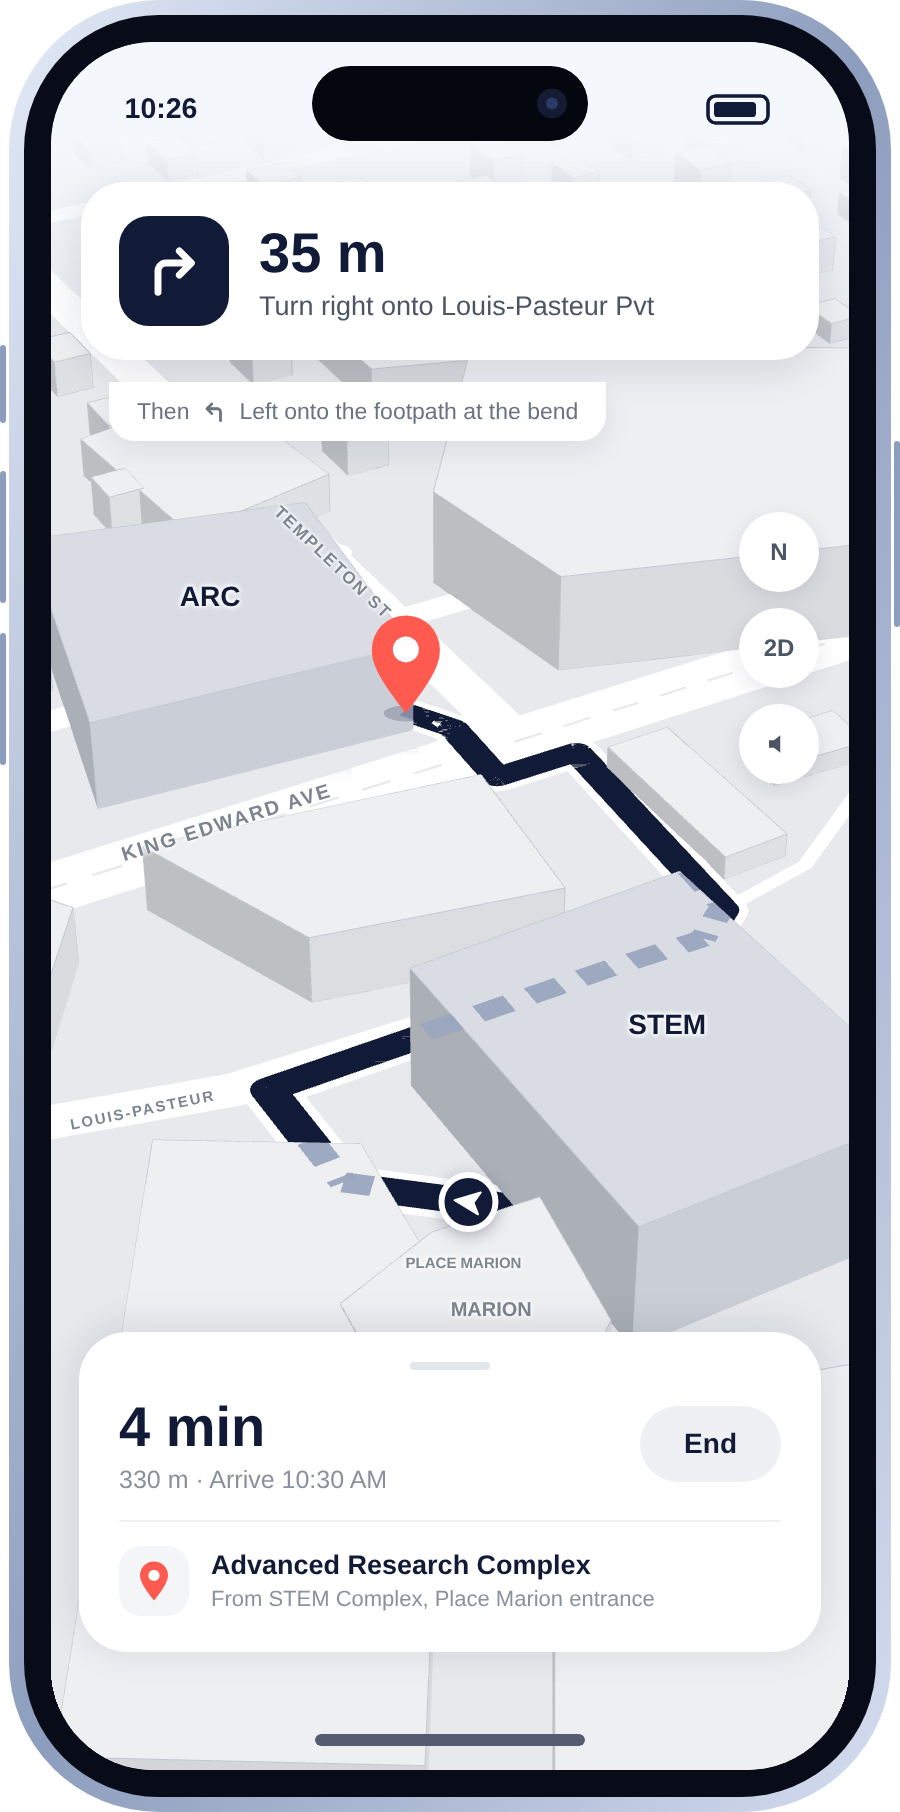 10:26
35 m
Turn right onto Louis-Pasteur Pvt
Then Left onto the footpath at the bend
TEMPLETON ST
N
ARC
2D
KING EDWARD AVE
STEM
LOUIS-PASTEUR
PLACE MARION
MARION
4 min
End
330 m · Arrive 10:30 AM
Advanced Research Complex
From STEM Complex, Place Marion entrance